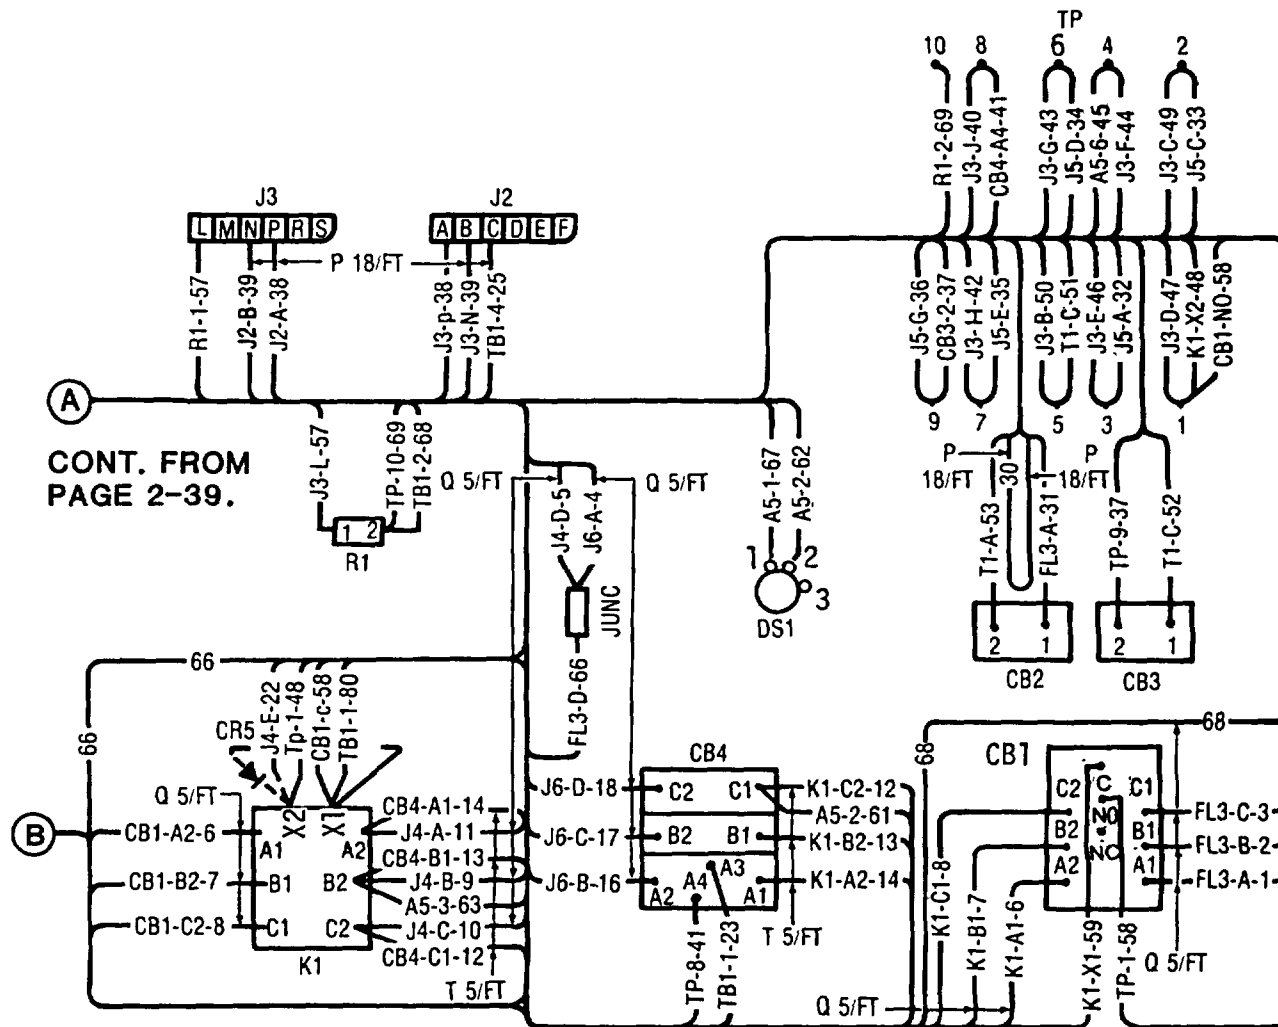 TP
10 8 6 4 2
R1-2-69
J3-J-40
CB4-A4-41
J3-G-43
J5-D-34
A5-6-45
J3-F-44
J3-C-49
J5-C-33
J3 J2
L M N P R S
A B C D E F
P 18/FT
R1-1-57
J2-B-39
J2-A-38
J3-p-38
J3-N-39
TB1-4-25
J5-G-36
CB3-2-37
J3-H-42
J5-E-35
J3-B-50
T1-C-51
J3-E-46
J5-A-32
J3-D-47
K1-X2-48
CB1-NO-58
9 7 5 3 1
A
CONT. FROM
PAGE 2-39.
J3-L-57
TP-10-69
TB1-2-68
1 2
R1
Q 5/FT
Q 5/FT
J4-D-5
J6-A-4
JUNC
FL3-D-66
A5-1-67
A5-2-62
1 2
3
DS1
P
18/FT
30
P
18/FT
T1-A-53
FL3-A-31
TP-9-37
T1-C-52
2 1
CB2
2 1
CB3
66
66
J4-E-22
Tp-1-48
CB1-c-58
TB1-1-80
CR5
Q 5/FT
B
CB1-A2-6
CB1-B2-7
CB1-C2-8
X2 X1
A1 A2
B1 B2
C1 C2
K1
CB4-A1-14
J4-A-11
CB4-B1-13
J4-B-9
A5-3-63
J4-C-10
CB4-C1-12
T 5/FT
CB4
J6-D-18
J6-C-17
J6-B-16
C2 C1
B2 B1
A3
A4
A2 A1
K1-C2-12
A5-2-61
K1-B2-13
K1-A2-14
T 5/FT
TP-8-41
TB1-1-23
68
68
CB1
C2 C C1
B2 NO B1
A2 NC A1
FL3-C-3
FL3-B-2
FL3-A-1
K1-C1-8
K1-B1-7
K1-A1-6
K1-X1-59
TP-1-58
Q 5/FT
Q 5/FT